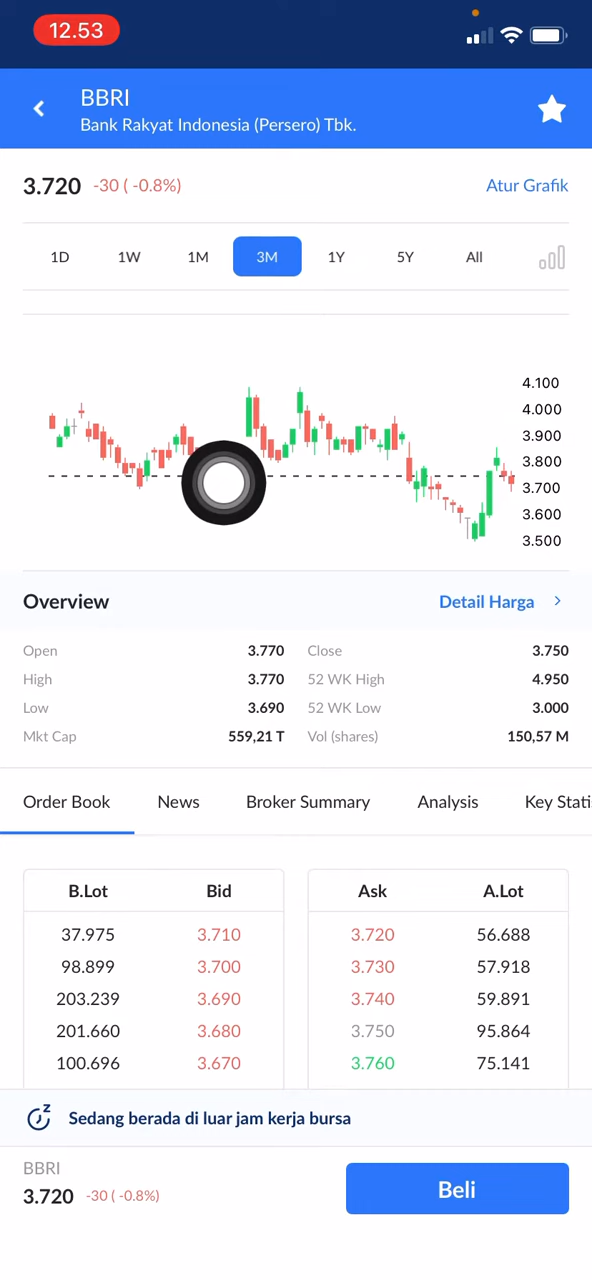 12.53
BBRI
Bank Rakyat Indonesia (Persero) Tbk.
3.720 -30 ( -0.8%) Atur Grafik
1D 1W 1M 3M 1Y 5Y All
4.100
4.000
3.900
3.800
3.700
3.600
3.500
Overview Detail Harga
Open 3.770 Close 3.750
High 3.770 52 WK High 4.950
Low 3.690 52 WK Low 3.000
Mkt Cap 559,21 T Vol (shares) 150,57 M
Order Book News Broker Summary Analysis Key Stati
B.Lot Bid Ask A.Lot
37.975 3.710 3.720 56.688
98.899 3.700 3.730 57.918
203.239 3.690 3.740 59.891
201.660 3.680 3.750 95.864
100.696 3.670 3.760 75.141
z Sedang berada di luar jam kerja bursa
BBRI
3.720 -30 ( -0.8%) Beli